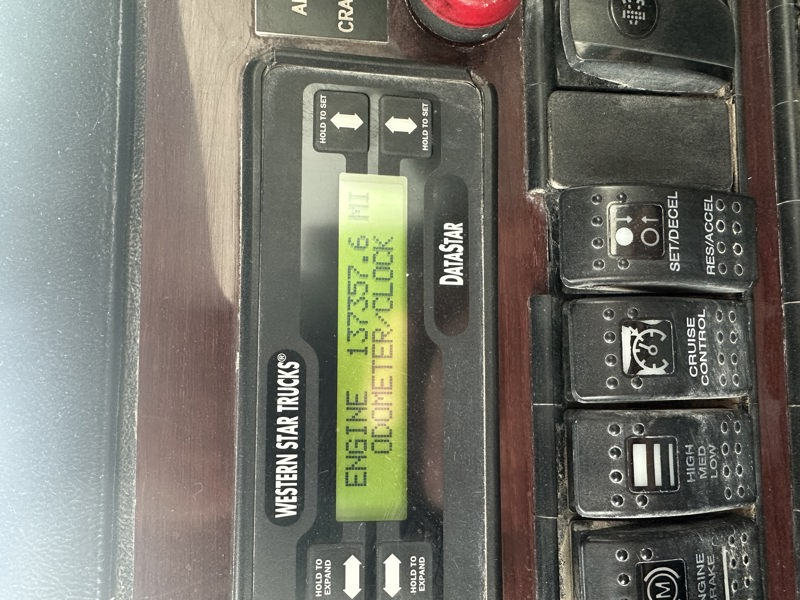 WESTERN STAR TRUCKS®
HOLD TO EXPAND
HOLD TO SET
ENGINE 137357.6 MI
ODOMETER/CLOCK
HOLD TO EXPAND
HOLD TO SET
DATASTAR
HIGH
MED
LOW
CRUISE
CONTROL
SET/DECEL
RES/ACCEL